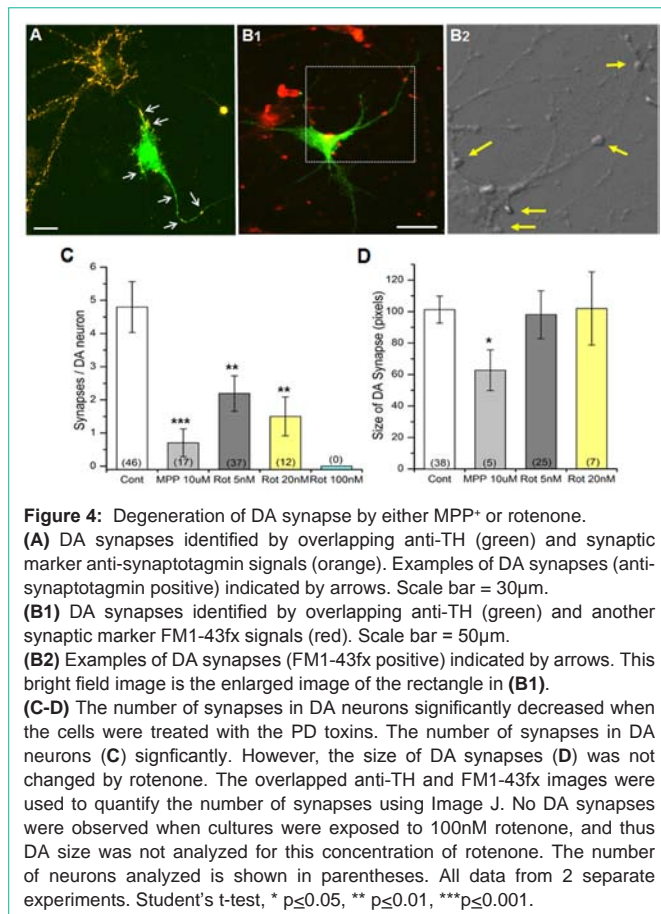 A
B1
B2
C
D
Synapses / DA neuron
6
5
4
3
2
1
0
***
**
**
(46)
(17)
(37)
(12)
(0)
Cont
MPP 10uM
Rot 5nM
Rot 20nM
Rot 100nM
Size of DA Synapse (pixels)
120
100
80
60
40
20
0
*
(38)
(5)
(25)
(7)
Cont
MPP 10uM
Rot 5nM
Rot 20nM
Figure 4: Degeneration of DA synapse by either MPP⁺ or rotenone.
(A) DA synapses identified by overlapping anti-TH (green) and synaptic
marker anti-synaptotagmin signals (orange). Examples of DA synapses (anti-
synaptotagmin positive) indicated by arrows. Scale bar = 30µm.
(B1) DA synapses identified by overlapping anti-TH (green) and another
synaptic marker FM1-43fx signals (red). Scale bar = 50µm.
(B2) Examples of DA synapses (FM1-43fx positive) indicated by arrows. This
bright field image is the enlarged image of the rectangle in (B1).
(C-D) The number of synapses in DA neurons significantly decreased when
the cells were treated with the PD toxins. The number of synapses in DA
neurons (C) signficantly. However, the size of DA synapses (D) was not
changed by rotenone. The overlapped anti-TH and FM1-43fx images were
used to quantify the number of synapses using Image J. No DA synapses
were observed when cultures were exposed to 100nM rotenone, and thus
DA size was not analyzed for this concentration of rotenone. The number
of neurons analyzed is shown in parentheses. All data from 2 separate
experiments. Student's t-test, * p≤0.05, ** p≤0.01, ***p≤0.001.